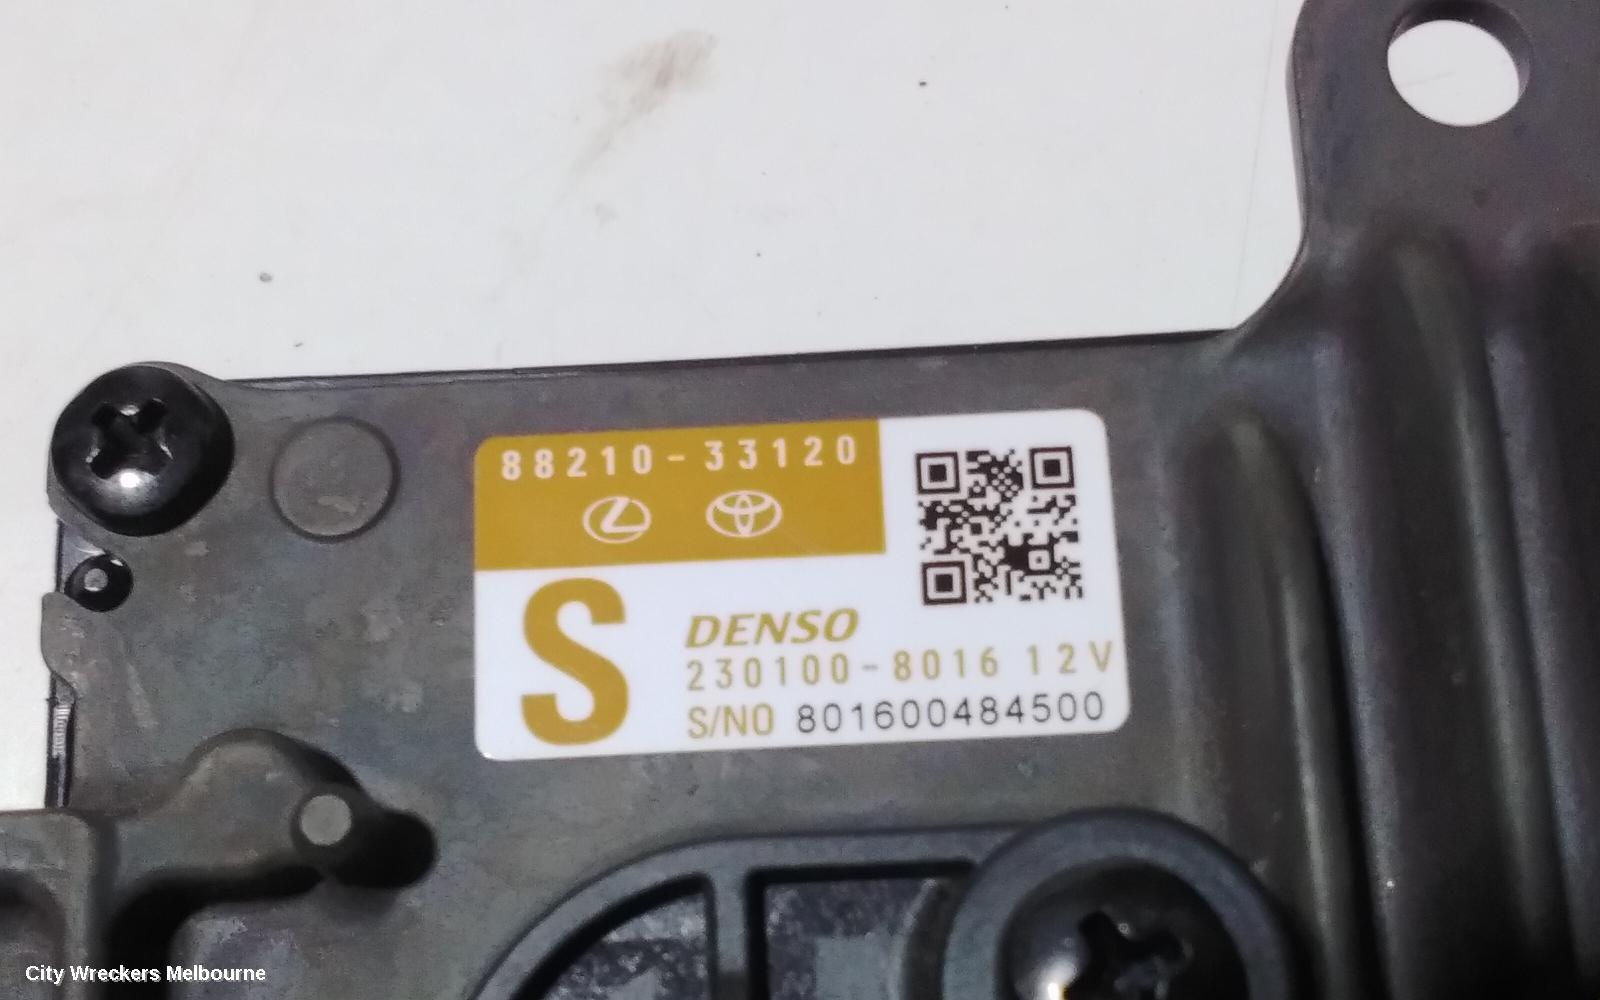 88210-33120
S
DENSO
230100-8016 12V
S/NO 801600484500
City Wreckers Melbourne